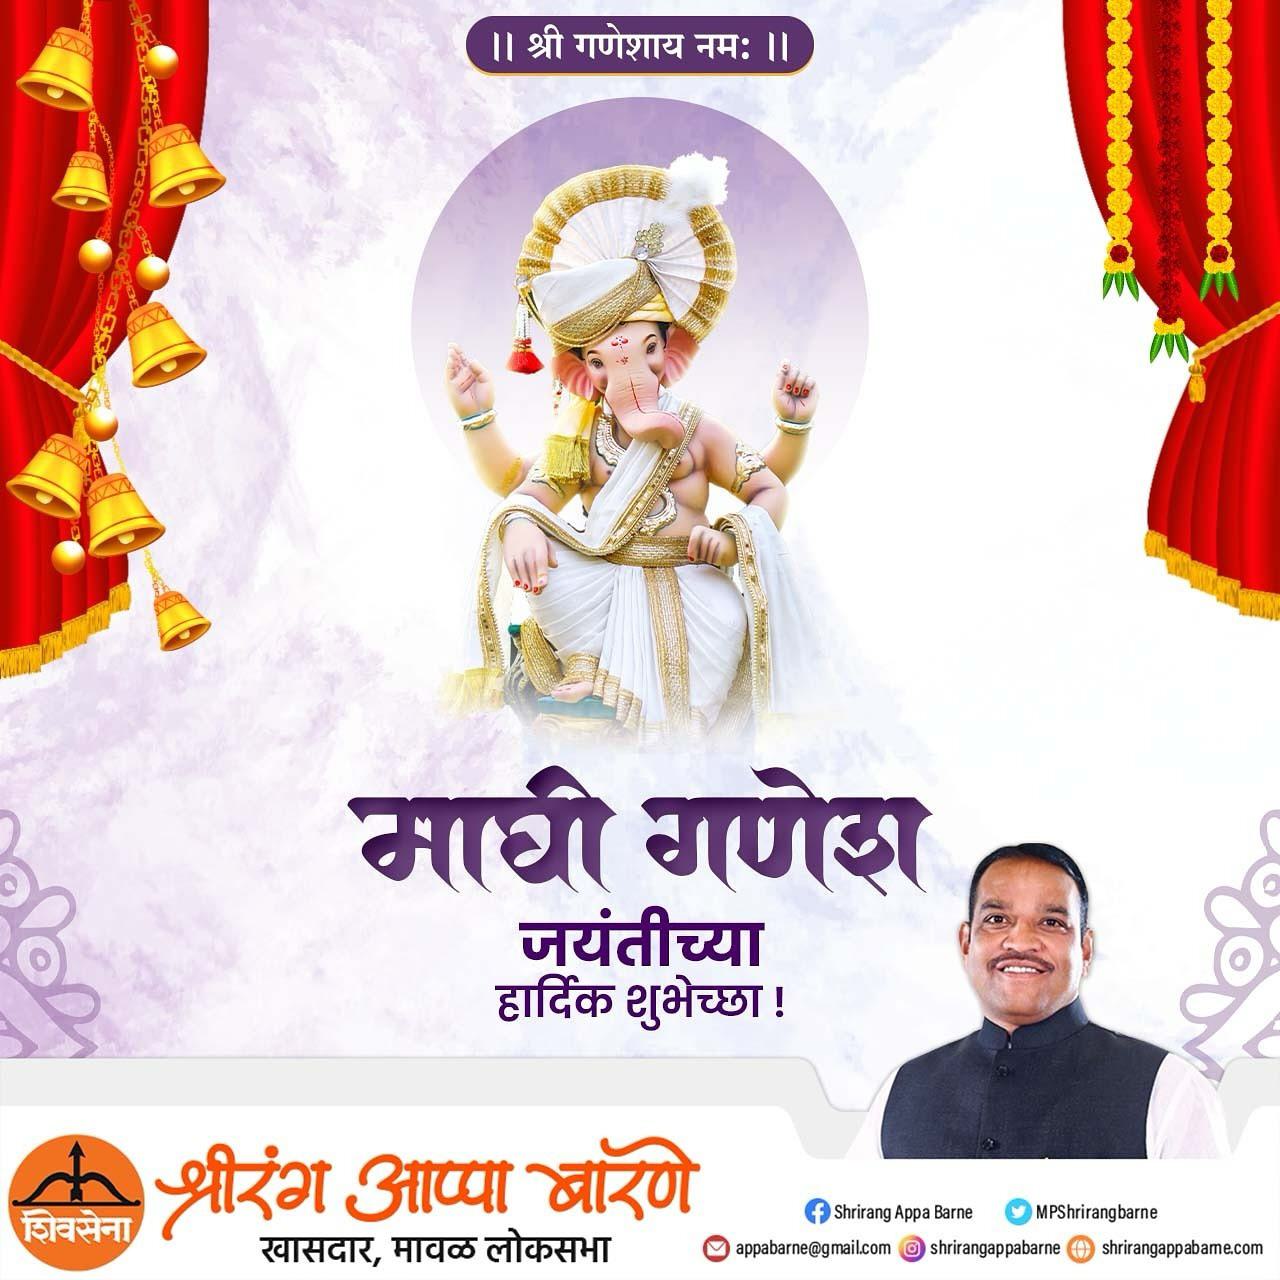 || श्री गणेशाय नम: ||
माघी गणेश
जयंतीच्या
हार्दिक शुभेच्छा !
शिवसेना
श्रीरंग आप्पा बारणे
खासदार, मावळ लोकसभा
Shrirang Appa Barne MPShrirangbarne
appabarne@gmail.com shrirangappabarne shrirangappabarne.com